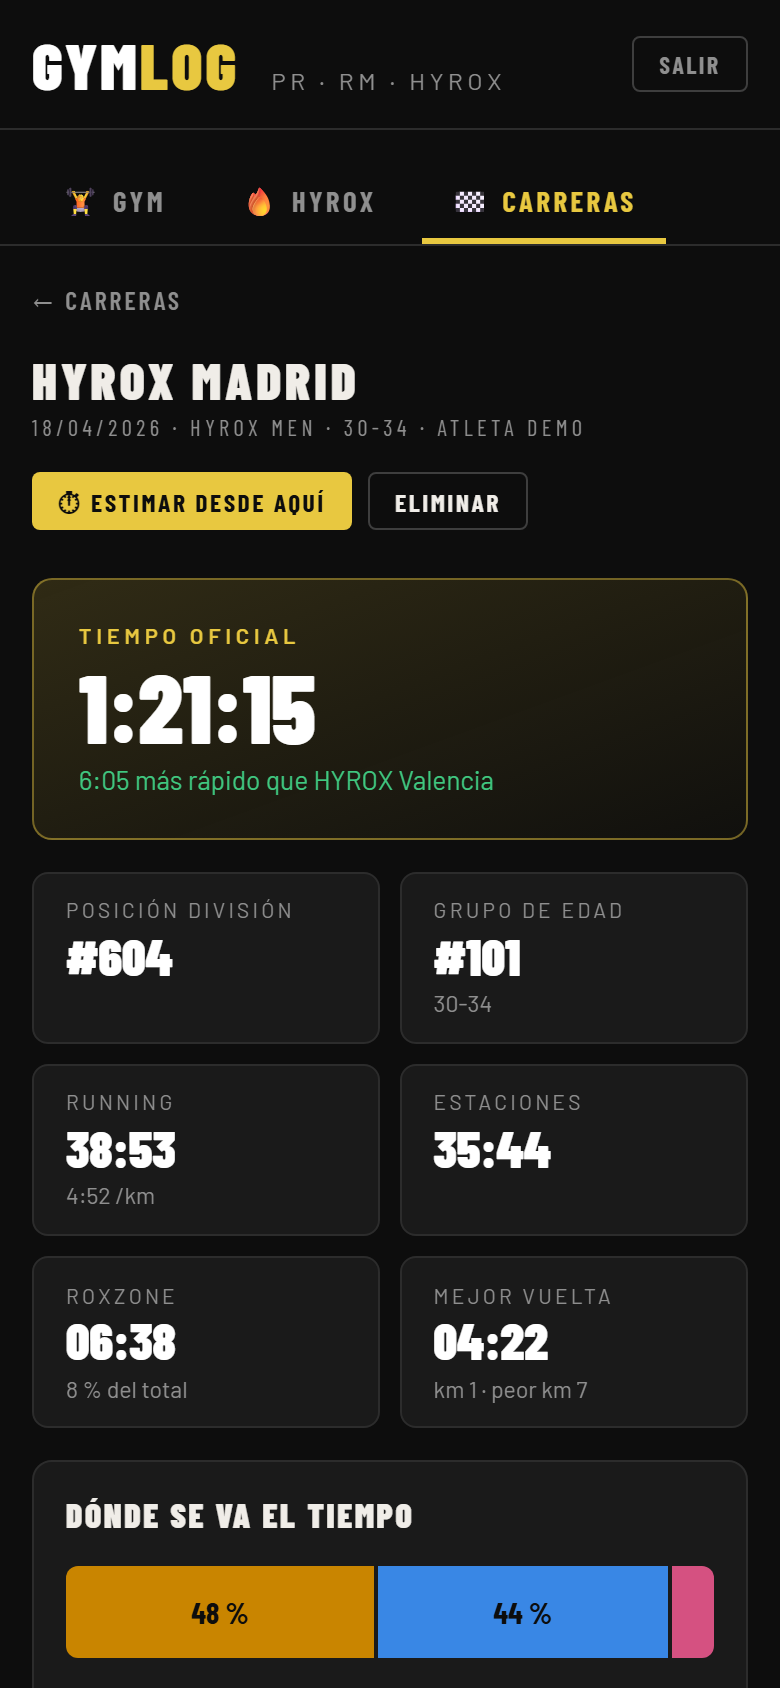 GYMLOG PR · RM · HYROX SALIR
GYM HYROX CARRERAS
← CARRERAS
HYROX MADRID
18/04/2026 · HYROX MEN · 30-34 · ATLETA DEMO
⏱ ESTIMAR DESDE AQUÍ ELIMINAR
TIEMPO OFICIAL
1:21:15
6:05 más rápido que HYROX Valencia
POSICIÓN DIVISIÓN
#604
GRUPO DE EDAD
#101
30-34
RUNNING
38:53
4:52 /km
ESTACIONES
35:44
ROXZONE
06:38
8 % del total
MEJOR VUELTA
04:22
km 1 · peor km 7
DÓNDE SE VA EL TIEMPO
48 % 44 %